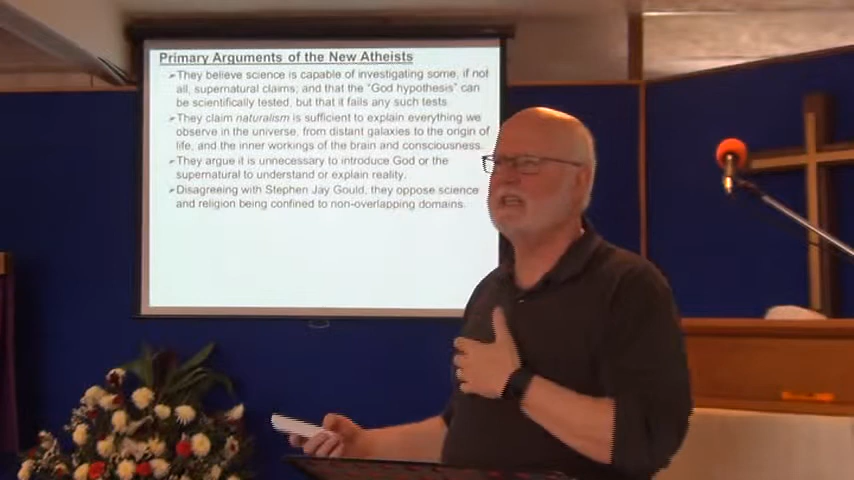 Primary Arguments of the New Atheists
➢They believe science is capable of investigating some, if not
all, supernatural claims; and that the "God hypothesis" can
be scientifically tested, but that it fails any such tests.
➢They claim naturalism is sufficient to explain everything we
observe in the universe, from distant galaxies to the origin of
life, and the inner workings of the brain and consciousness.
➢They argue it is unnecessary to introduce God or the
supernatural to understand or explain reality.
➢Disagreeing with Stephen Jay Gould, they oppose science
and religion being confined to non-overlapping domains.